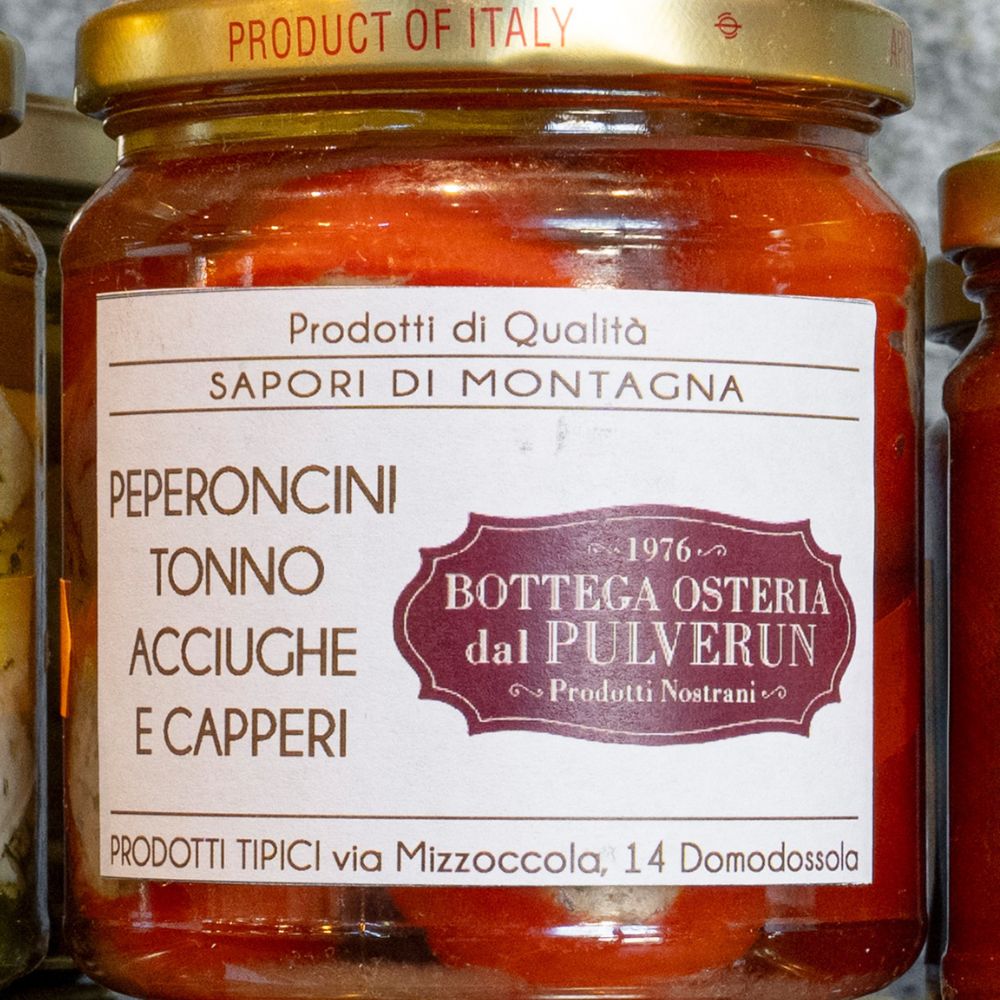 PRODUCT OF ITALY
Prodotti di Qualità
SAPORI DI MONTAGNA
PEPERONCINI
TONNO
ACCIUGHE
E CAPPERI
1976
BOTTEGA OSTERIA
dal PULVERUN
Prodotti Nostrani
PRODOTTI TIPICI via Mizzoccola, 14 Domodossola